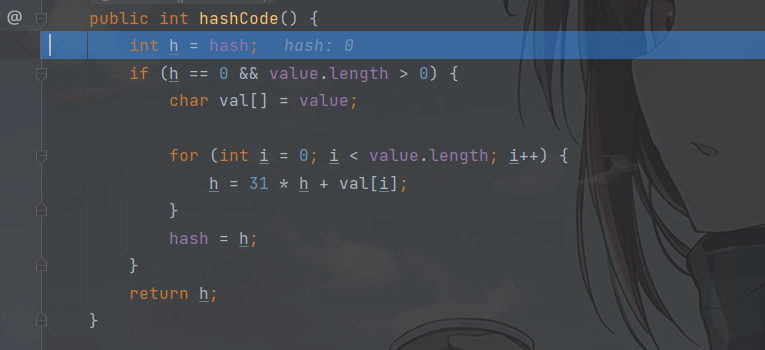 @ public int hashCode() {
int h = hash; hash: 0
if (h == 0 && value.length > 0) {
char val[] = value;
for (int i = 0; i < value.length; i++) {
h = 31 * h + val[i];
}
hash = h;
}
return h;
}